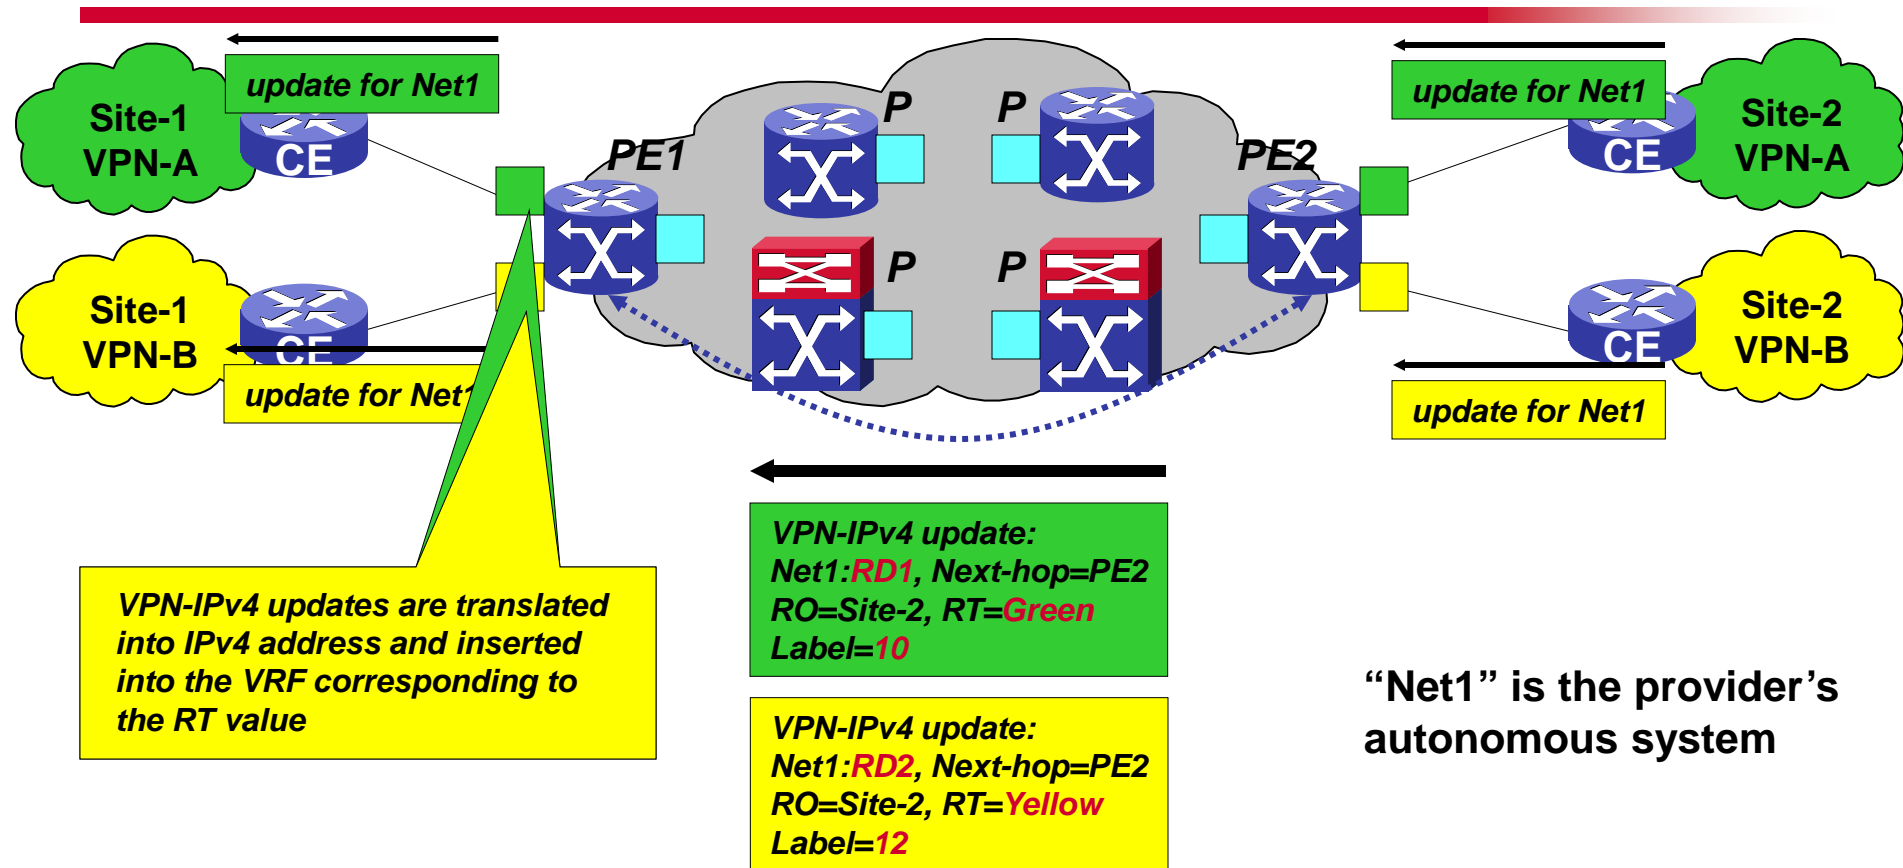 update for Net1
update for Net1
Site-1
VPN-A
CE
PE1
P
P
PE2
CE
Site-2
VPN-A
Site-1
VPN-B
CE
P
P
CE
Site-2
VPN-B
update for Net1
update for Net1
VPN-IPv4 update:
Net1:RD1, Next-hop=PE2
RO=Site-2, RT=Green
Label=10
VPN-IPv4 updates are translated
into IPv4 address and inserted
into the VRF corresponding to
the RT value
“Net1” is the provider’s
autonomous system
VPN-IPv4 update:
Net1:RD2, Next-hop=PE2
RO=Site-2, RT=Yellow
Label=12